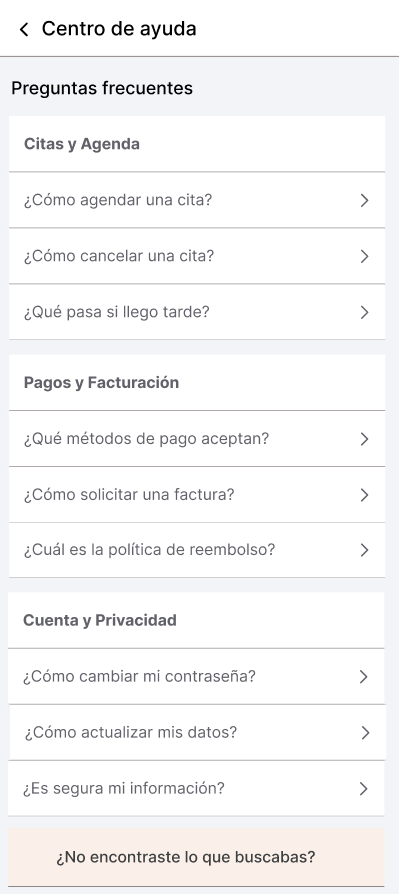 Centro de ayuda
Preguntas frecuentes
Citas y Agenda
¿Cómo agendar una cita?
¿Cómo cancelar una cita?
¿Qué pasa si llego tarde?
Pagos y Facturación
¿Qué métodos de pago aceptan?
¿Cómo solicitar una factura?
¿Cuál es la política de reembolso?
Cuenta y Privacidad
¿Cómo cambiar mi contraseña?
¿Cómo actualizar mis datos?
¿Es segura mi información?
¿No encontraste lo que buscabas?